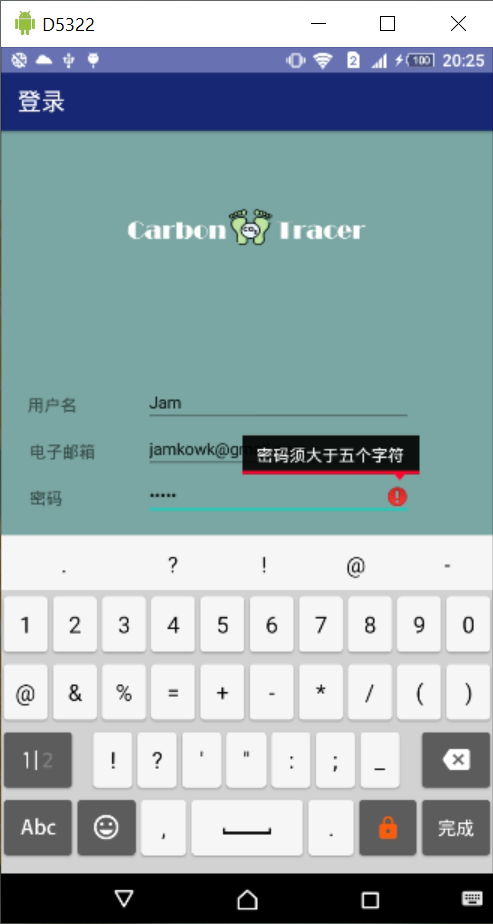 D5322
2 100 20:25
登录
Carbon CO₂ Tracer
用户名 Jam
电子邮箱 jamkowk@gm
密码须大于五个字符
密码 •••••
. ? ! @ -
1 2 3 4 5 6 7 8 9 0
@ & % = + - * / ( )
1|2 ! ? ' " : ; _
Abc , . 完成